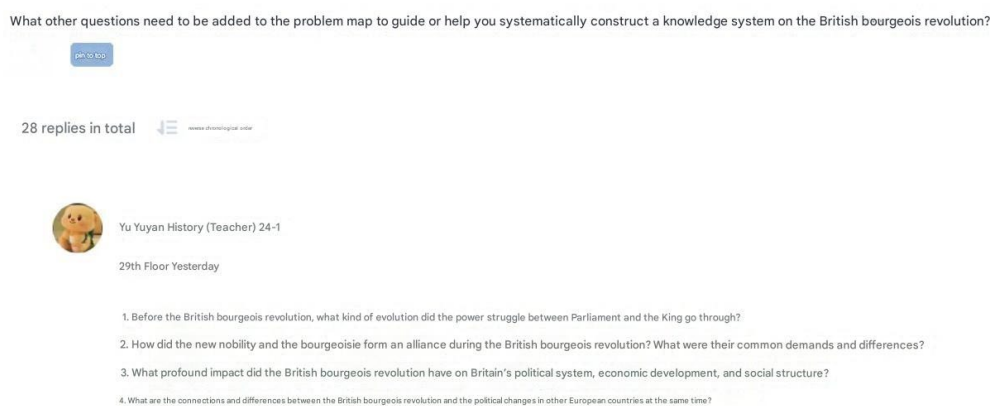 What other questions need to be added to the problem map to guide or help you systematically construct a knowledge system on the British bourgeois revolution?
pin to top
28 replies in total
reverse chronological order
Yu Yuyan History (Teacher) 24-1
29th Floor Yesterday
1. Before the British bourgeois revolution, what kind of evolution did the power struggle between Parliament and the King go through?
2. How did the new nobility and the bourgeoisie form an alliance during the British bourgeois revolution? What were their common demands and differences?
3. What profound impact did the British bourgeois revolution have on Britain's political system, economic development, and social structure?
4. What are the connections and differences between the British bourgeois revolution and the political changes in other European countries at the same time?